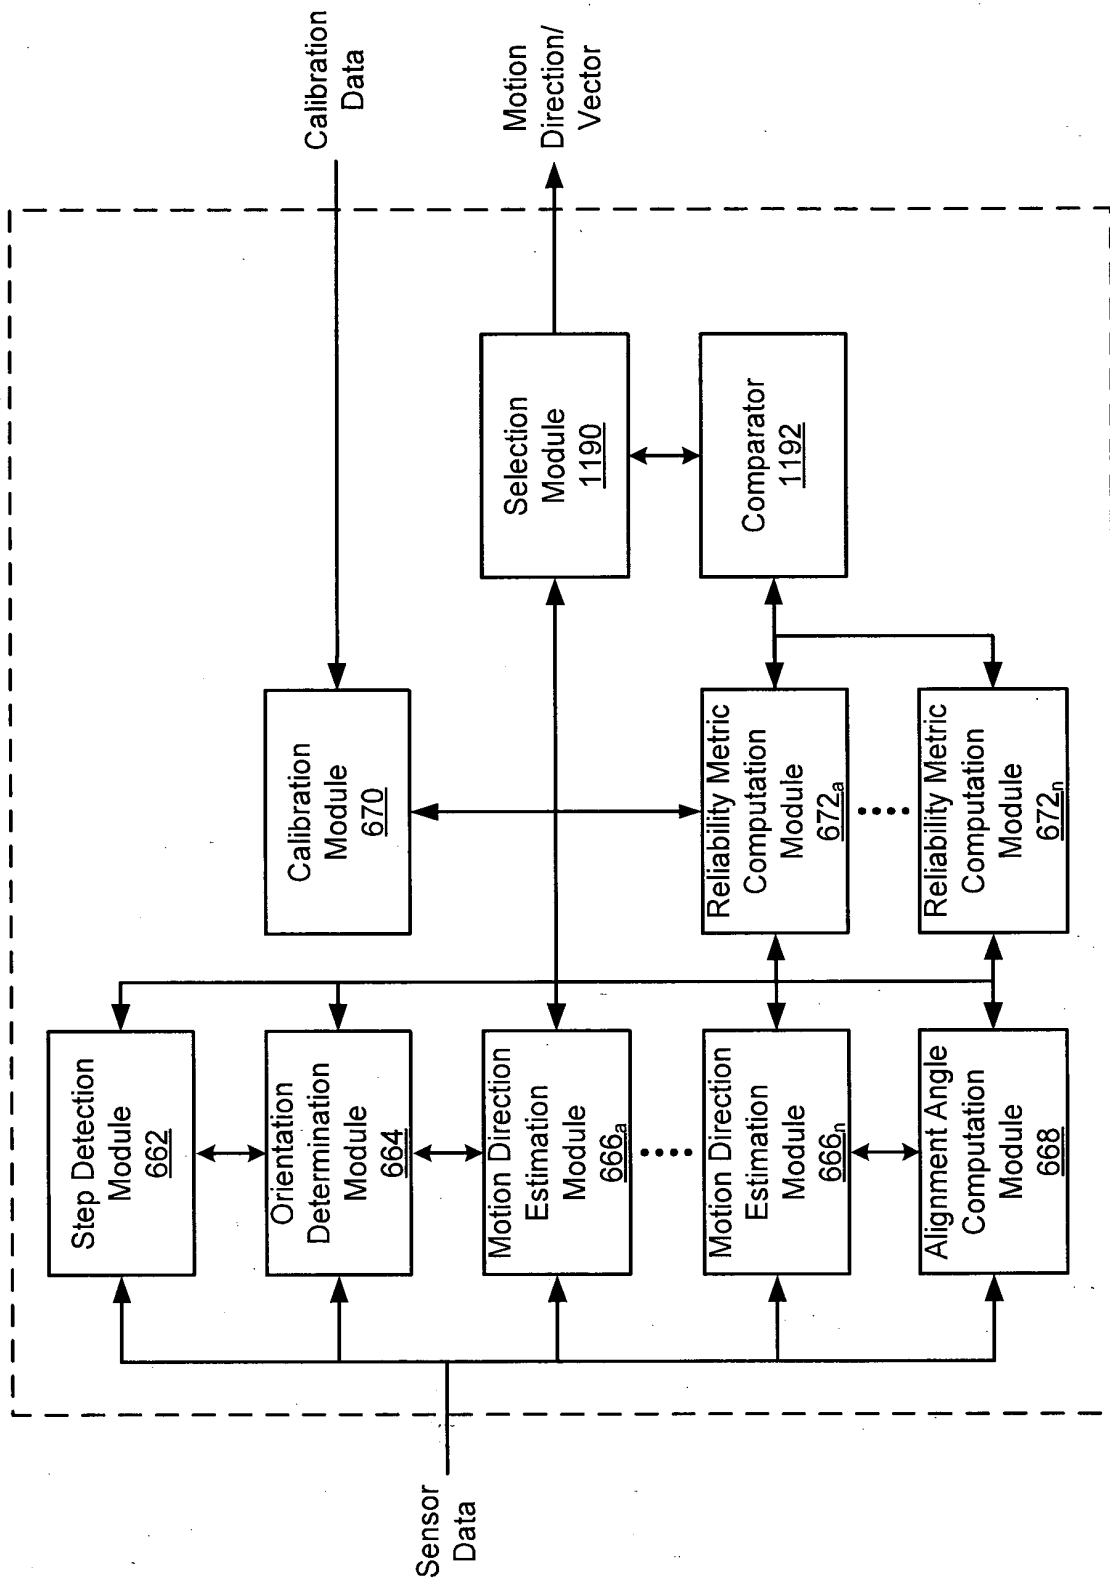 Sensor
Data
Step Detection
Module
662
Orientation
Determination
Module
664
Motion Direction
Estimation
Module
666a
Motion Direction
Estimation
Module
666n
Alignment Angle
Computation
Module
668
Calibration
Module
670
Reliability Metric
Computation
Module
672a
Reliability Metric
Computation
Module
672n
Selection
Module
1190
Comparator
1192
Calibration
Data
Motion
Direction/
Vector